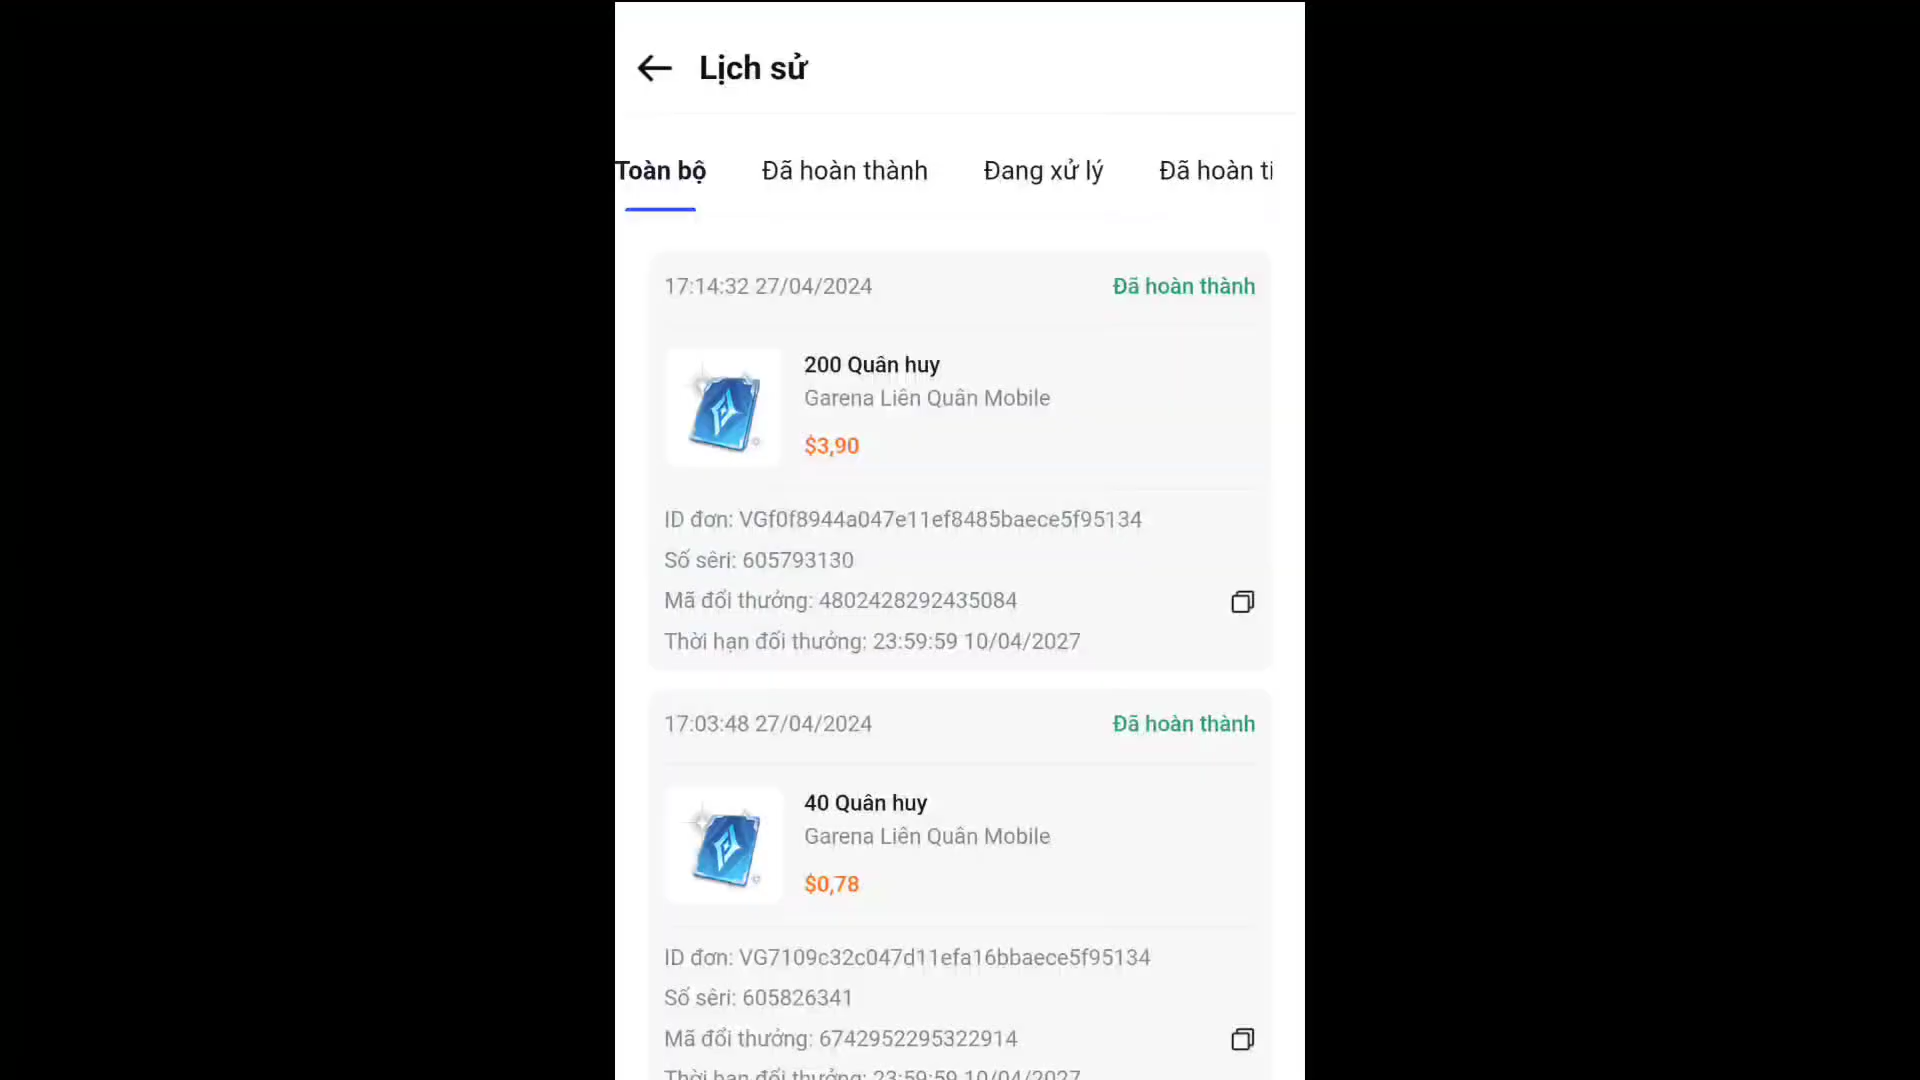 Lịch sử
Toàn bộ Đã hoàn thành Đang xử lý Đã hoàn ti
17:14:32 27/04/2024 Đã hoàn thành
200 Quân huy
Garena Liên Quân Mobile
$3,90
ID đơn: VGf0f8944a047e11ef8485baece5f95134
Số sêri: 605793130
Mã đổi thưởng: 4802428292435084
Thời hạn đổi thưởng: 23:59:59 10/04/2027
17:03:48 27/04/2024 Đã hoàn thành
40 Quân huy
Garena Liên Quân Mobile
$0,78
ID đơn: VG7109c32c047d11efa16bbaece5f95134
Số sêri: 605826341
Mã đổi thưởng: 6742952295322914
Thời hạn đổi thưởng: 23:59:59 10/04/2027